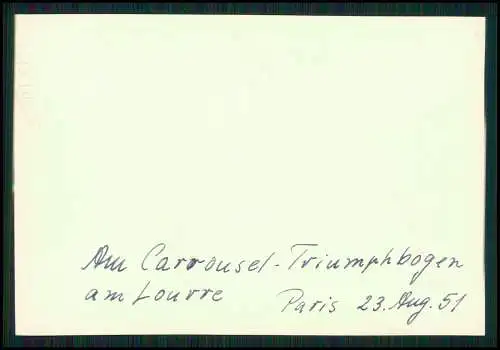 Am Carrousel-Triumphbogen
am Louvre Paris 23. Aug. 51